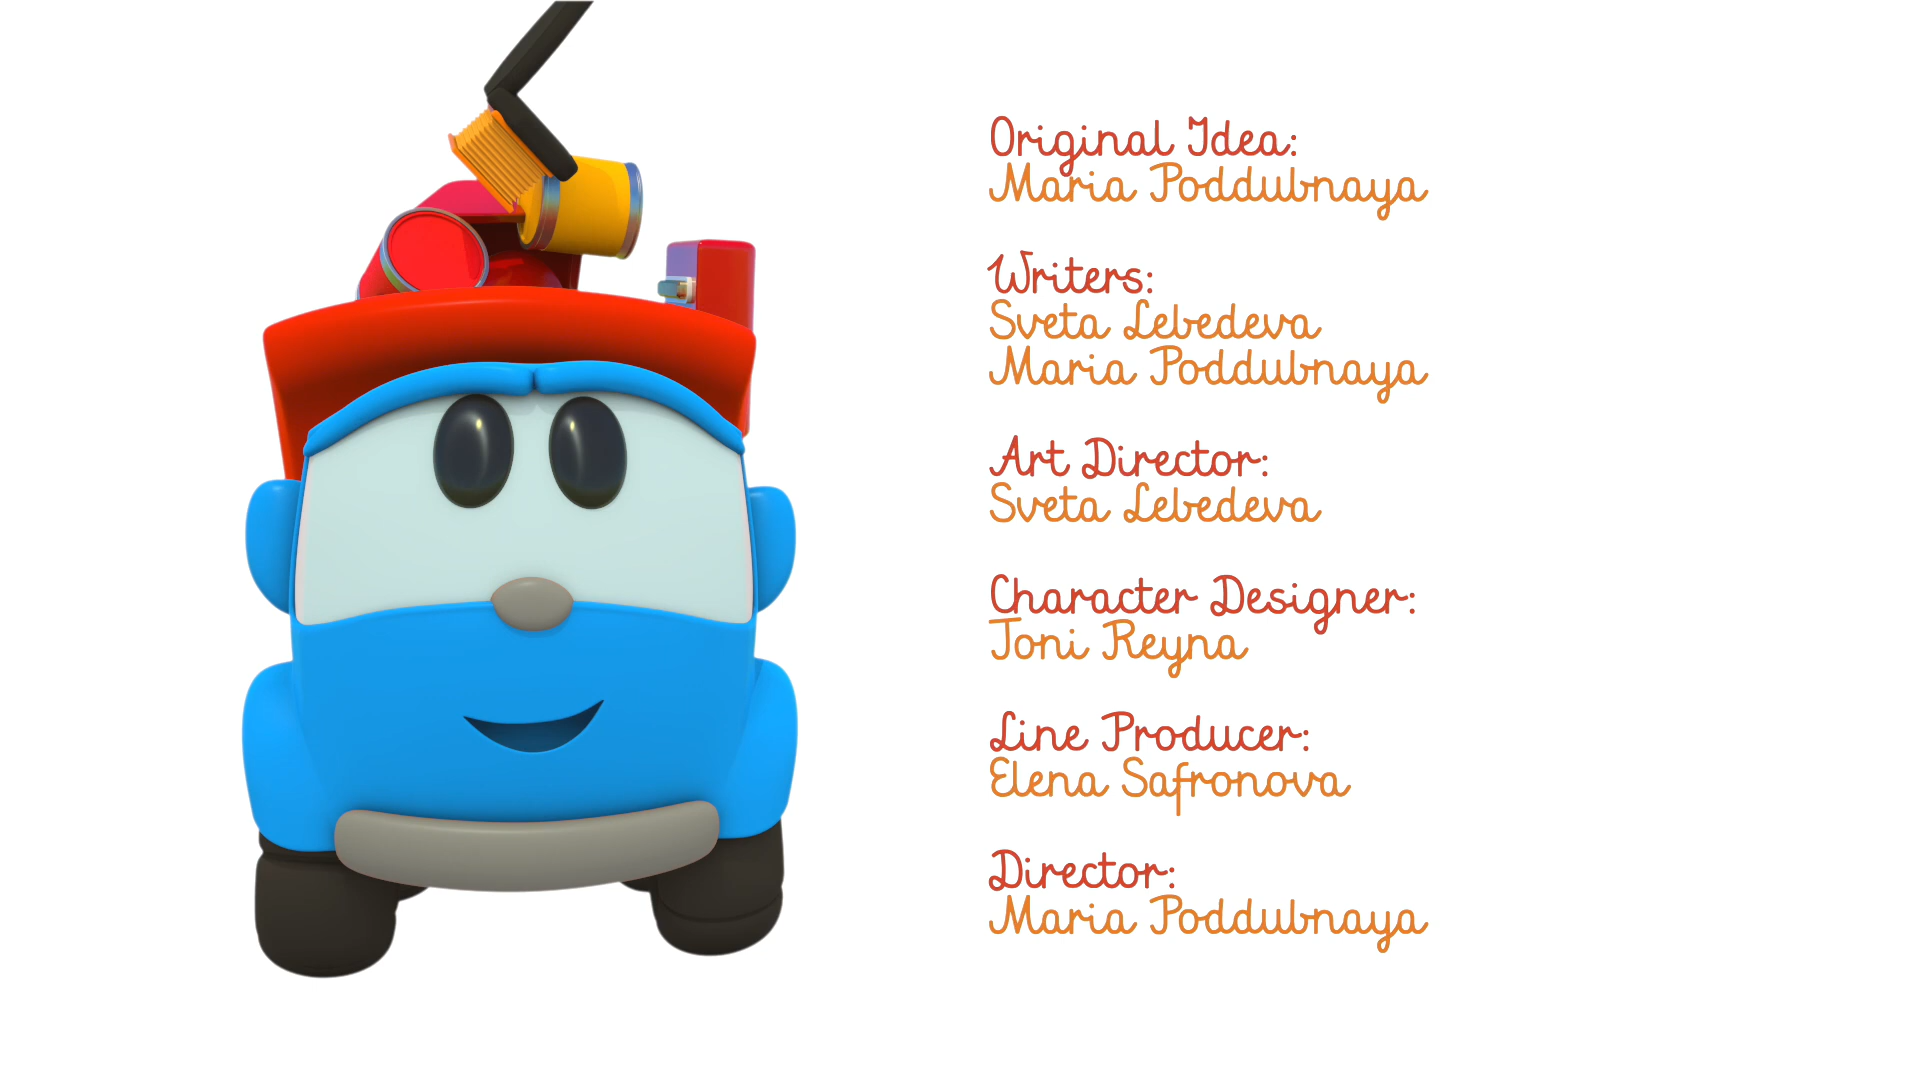 Original Idea:
Maria Poddubnaya
Writers:
Sveta Lebedeva
Maria Poddubnaya
Art Director:
Sveta Lebedeva
Character Designer:
Toni Reyna
Line Producer:
Elena Safronova
Director:
Maria Poddubnaya